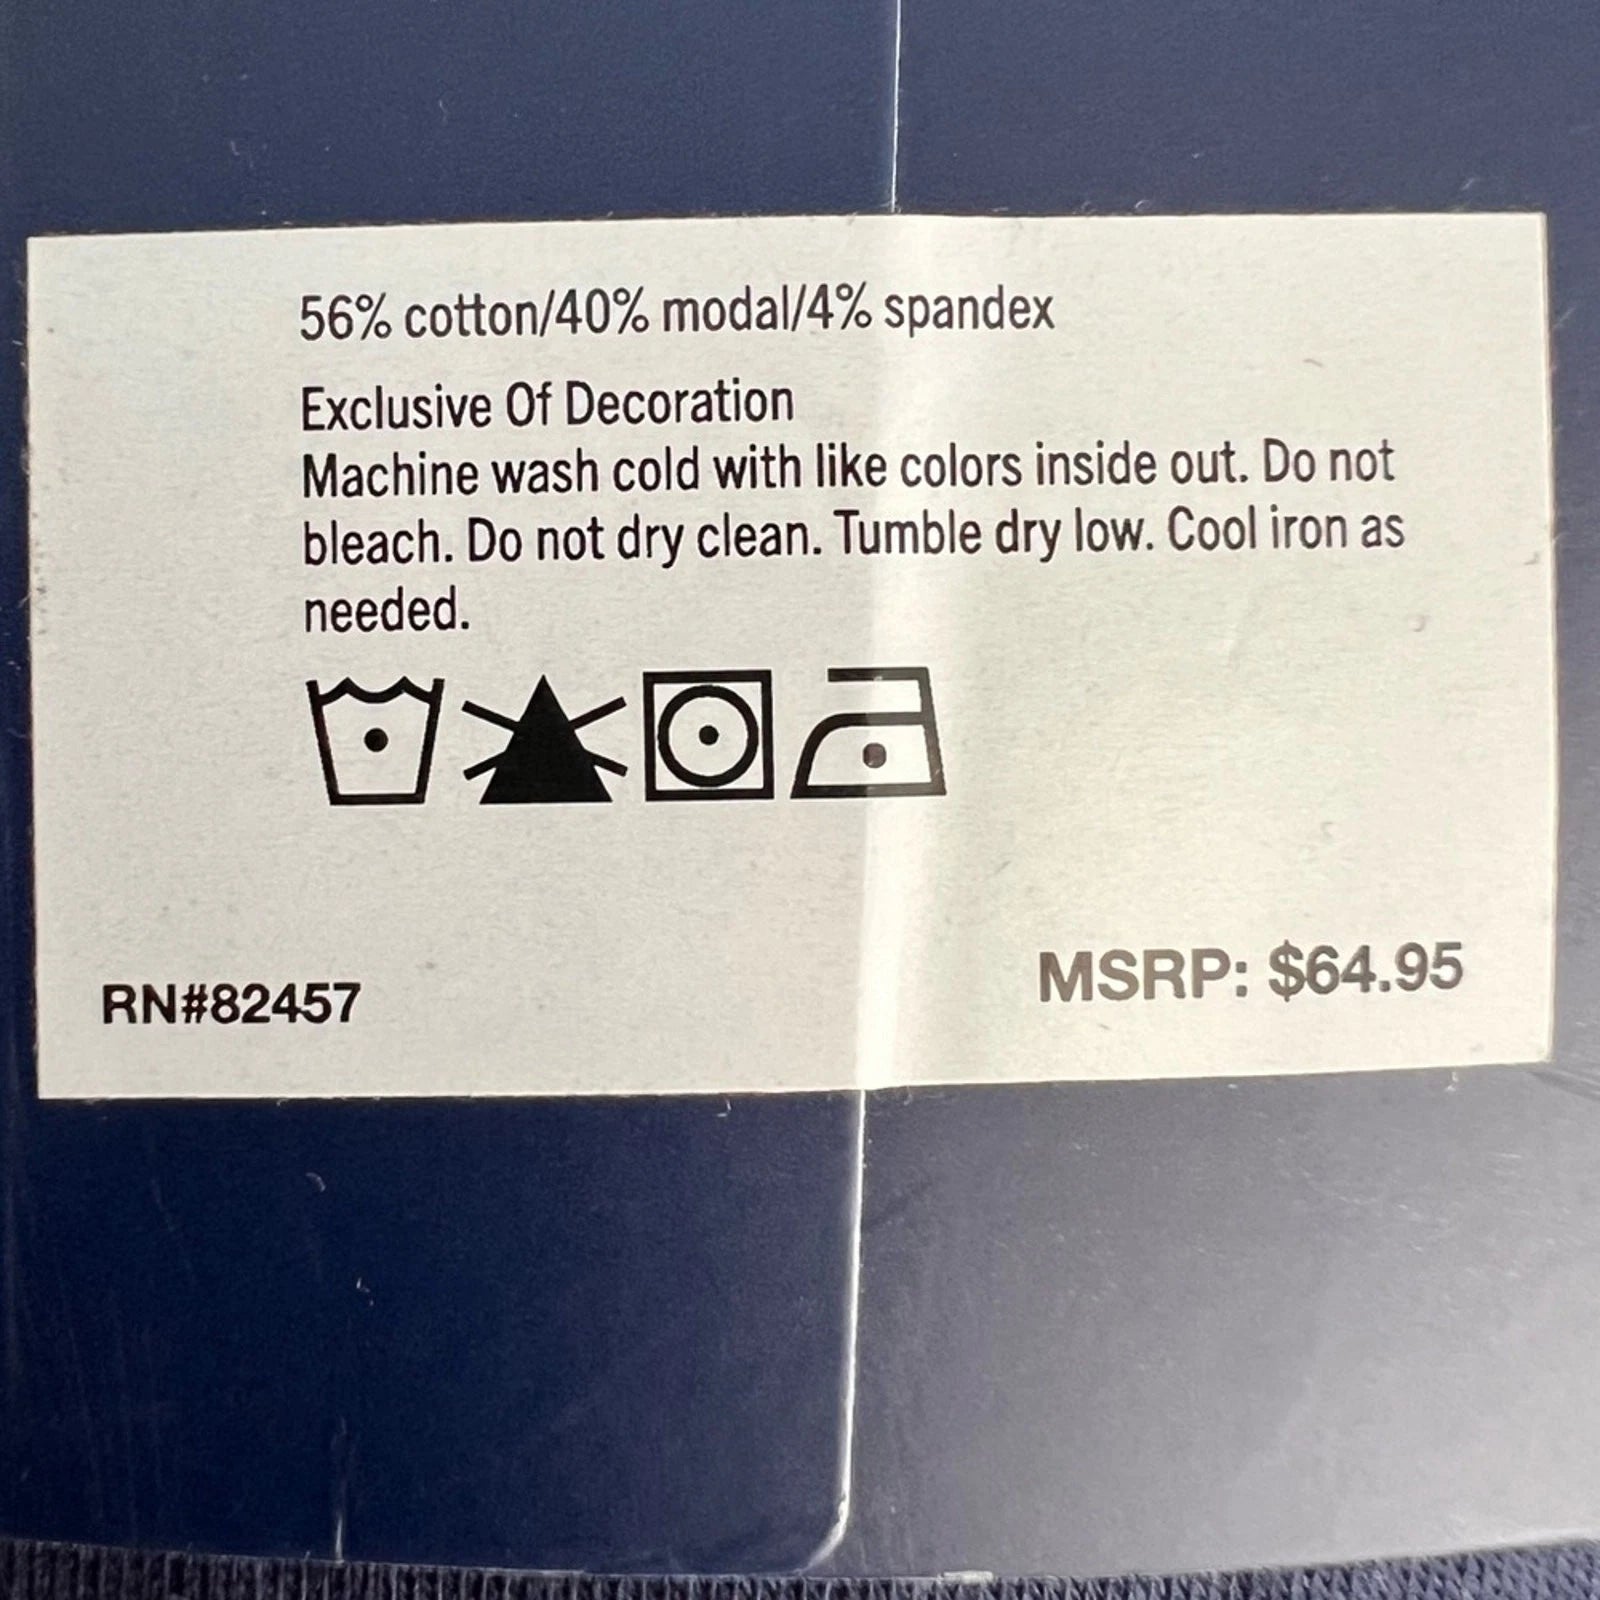 56% cotton/40% modal/4% spandex
Exclusive Of Decoration
Machine wash cold with like colors inside out. Do not
bleach. Do not dry clean. Tumble dry low. Cool iron as
needed.
RN#82457
MSRP: $64.95